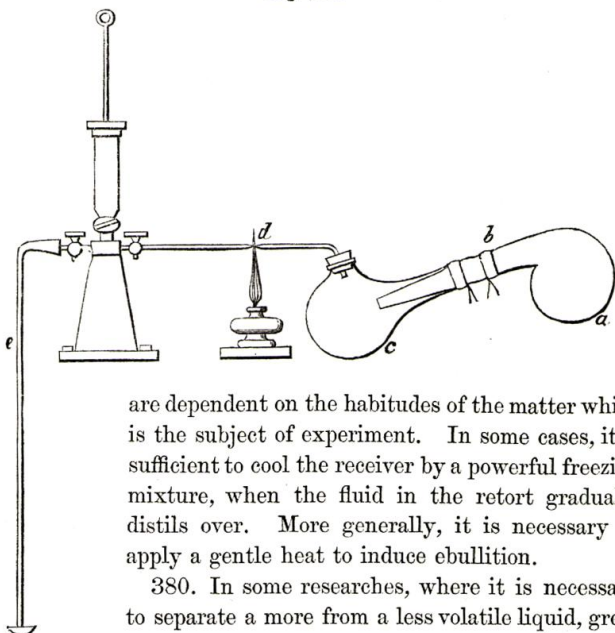 d
b
a
c
e
are dependent on the habitudes of the matter whi
is the subject of experiment. In some cases, it
sufficient to cool the receiver by a powerful freezi
mixture, when the fluid in the retort gradua
distils over. More generally, it is necessary
apply a gentle heat to induce ebullition.
380. In some researches, where it is necessa
to separate a more from a less volatile liquid, gre